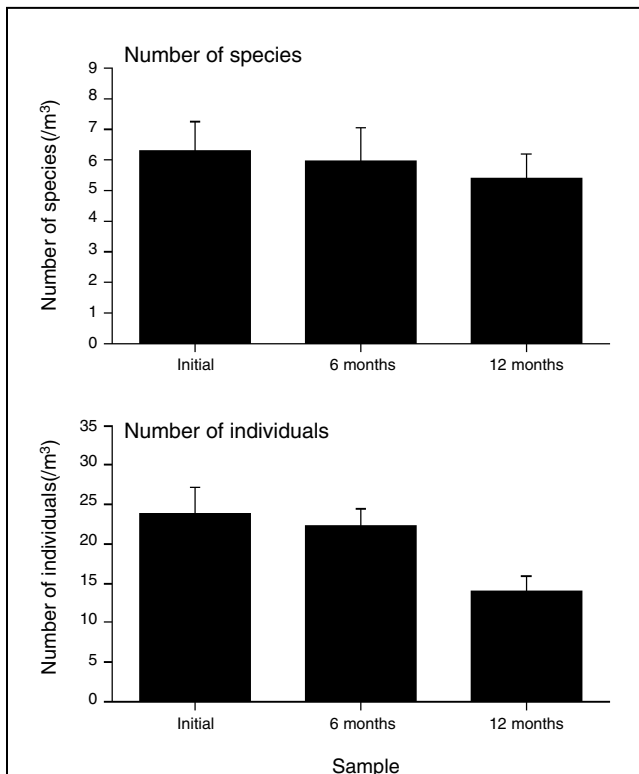 Number of species
Number of species(/m³)
9
8
7
6
5
4
3
2
1
0
Initial
6 months
12 months
Number of individuals
Number of individuals(/m³)
35
30
25
20
15
10
5
0
Initial
6 months
12 months
Sample